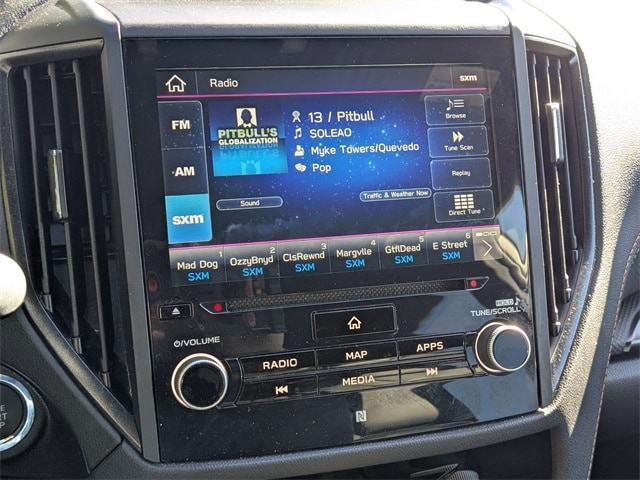 Radio
sxm
FM
AM
sxm
PITBULL'S
GLOBALIZATION
13 / Pitbull
SOLEAO
Myke Towers/Quevedo
Pop
Sound
Traffic & Weather Now
Browse
Tune Scan
Replay
Direct Tune
1 2 3 4 5 6
Mad Dog OzzyBnyd ClsRewnd Margvlle GtflDead E Street
SXM SXM SXM SXM SXM SXM
HOLD
TUNE/SCROLL
VOLUME
RADIO MAP APPS
MEDIA
N